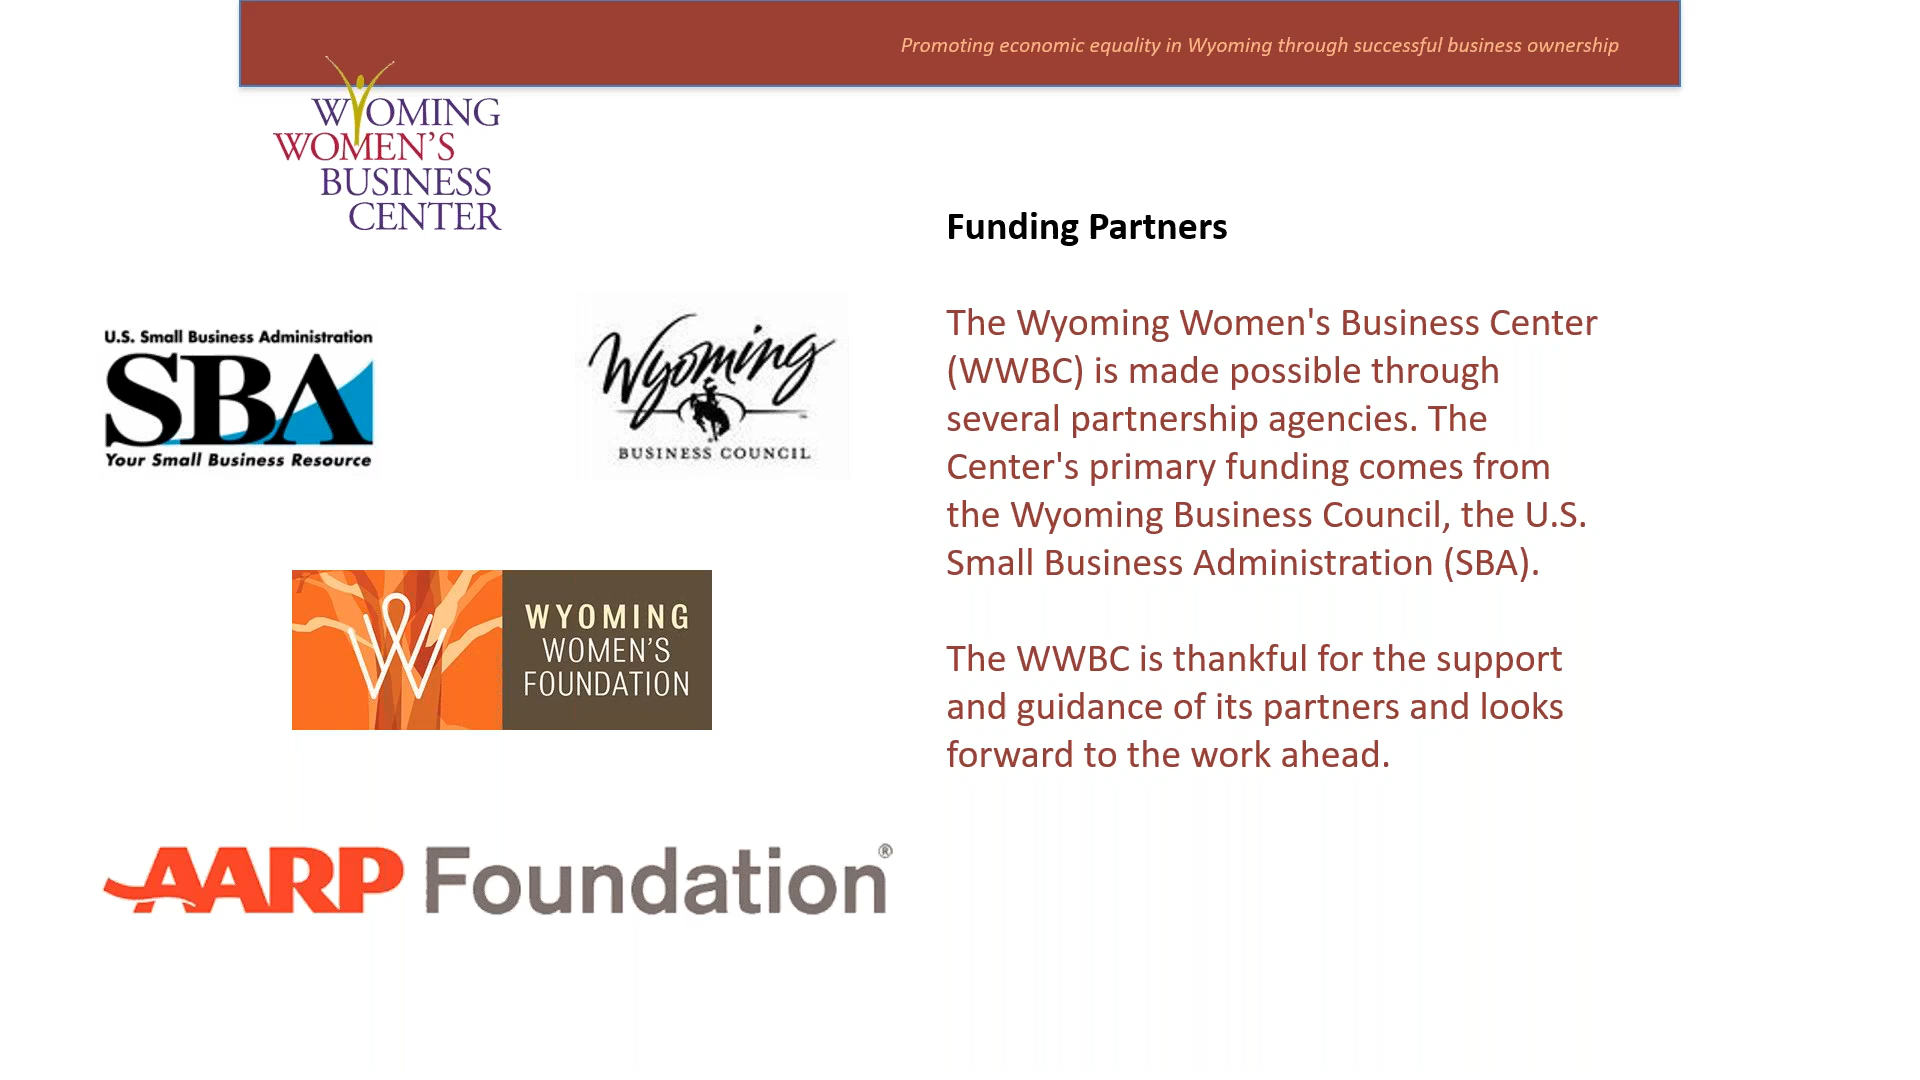 Promoting economic equality in Wyoming through successful business ownership
WYOMING
WOMEN'S
BUSINESS
CENTER
Funding Partners
U.S. Small Business Administration
SBA
Your Small Business Resource
Wyoming
BUSINESS COUNCIL
The Wyoming Women's Business Center
(WWBC) is made possible through
several partnership agencies. The
Center's primary funding comes from
the Wyoming Business Council, the U.S.
Small Business Administration (SBA).
WYOMING
WOMEN'S
FOUNDATION
The WWBC is thankful for the support
and guidance of its partners and looks
forward to the work ahead.
AARP Foundation®